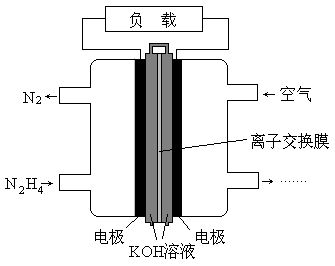 负 载
N₂←
←空气
离子交换膜
N₂H₄→
→ ……
电极
KOH溶液
电极